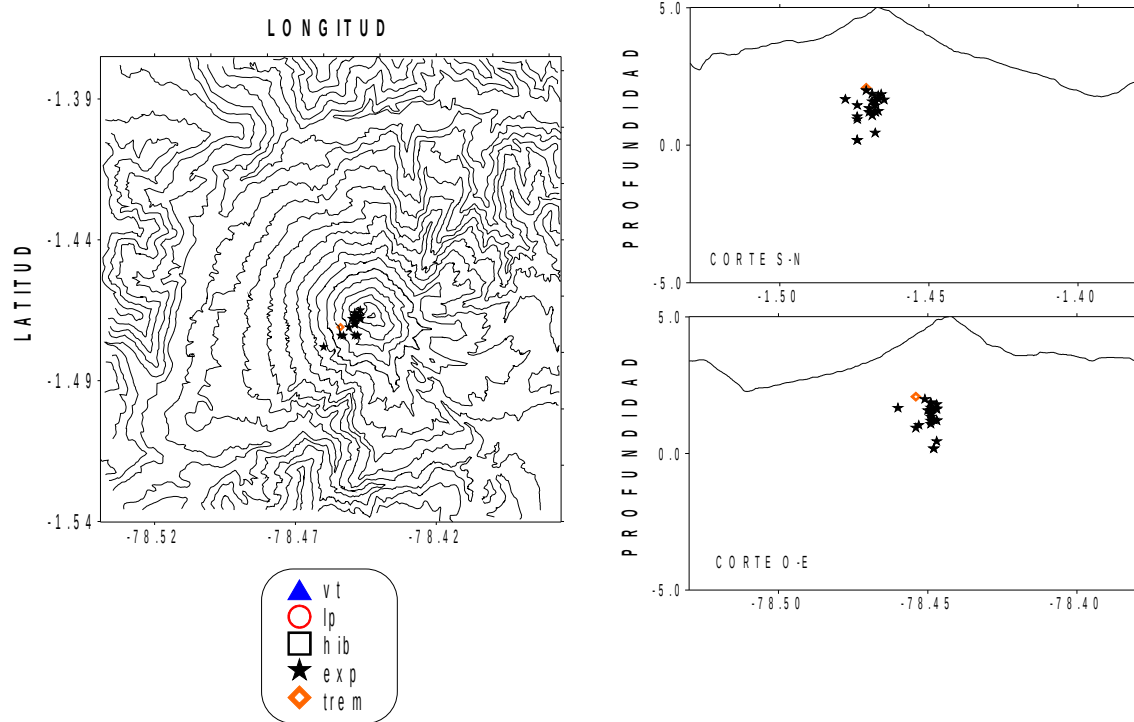 LONGITUD
LATITUD
-1.39
-1.44
-1.49
-1.54
-78.52
-78.47
-78.42
vt
lp
hib
exp
trem
PROFUNDIDAD
5.0
0.0
5.0
CORTE S-N
-1.50
-1.45
-1.40
PROFUNDIDAD
5.0
0.0
5.0
CORTE O-E
-78.50
-78.45
-78.40